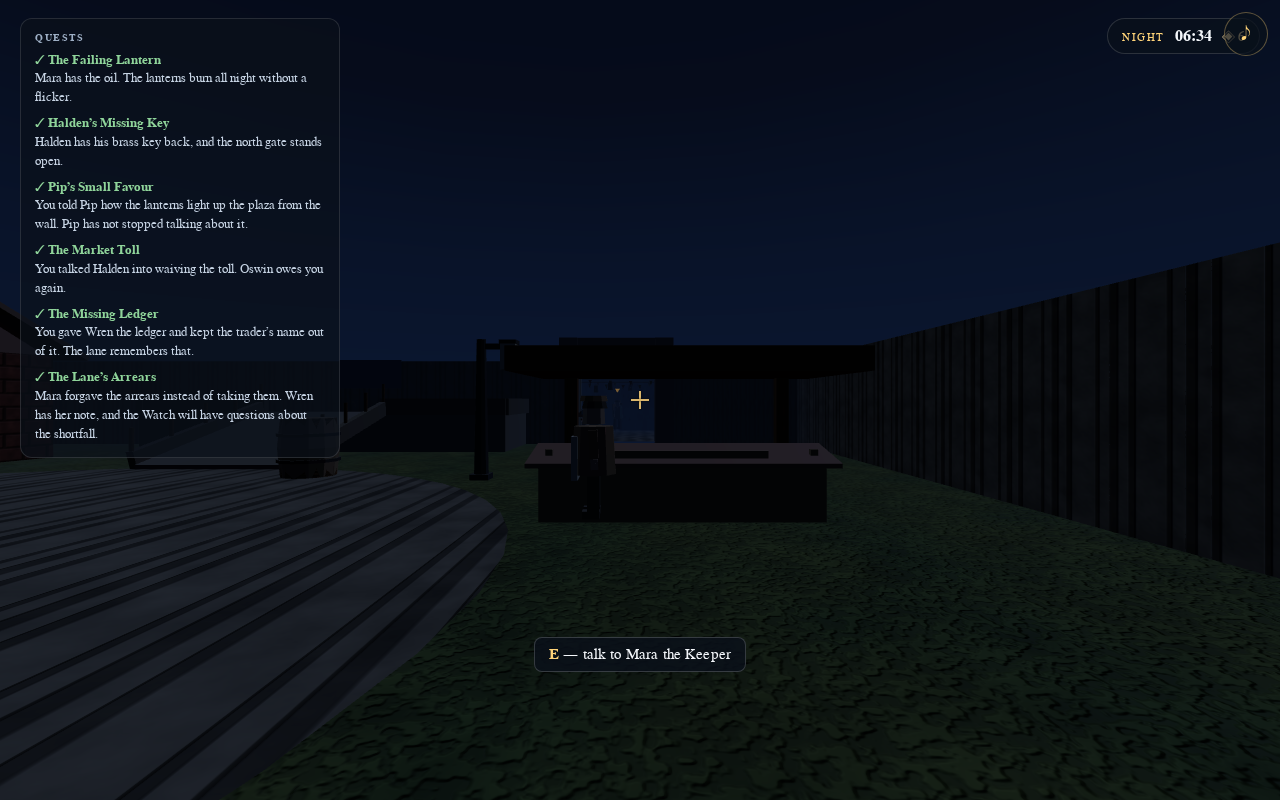 QUESTS
✓ The Failing Lantern
Mara has the oil. The lanterns burn all night without a
flicker.
✓ Halden’s Missing Key
Halden has his brass key back, and the north gate stands
open.
✓ Pip’s Small Favour
You told Pip how the lanterns light up the plaza from the
wall. Pip has not stopped talking about it.
✓ The Market Toll
You talked Halden into waiving the toll. Oswin owes you
again.
✓ The Missing Ledger
You gave Wren the ledger and kept the trader’s name out
of it. The lane remembers that.
✓ The Lane’s Arrears
Mara forgave the arrears instead of taking them. Wren
has her note, and the Watch will have questions about
the shortfall.
NIGHT 06:34
E — talk to Mara the Keeper